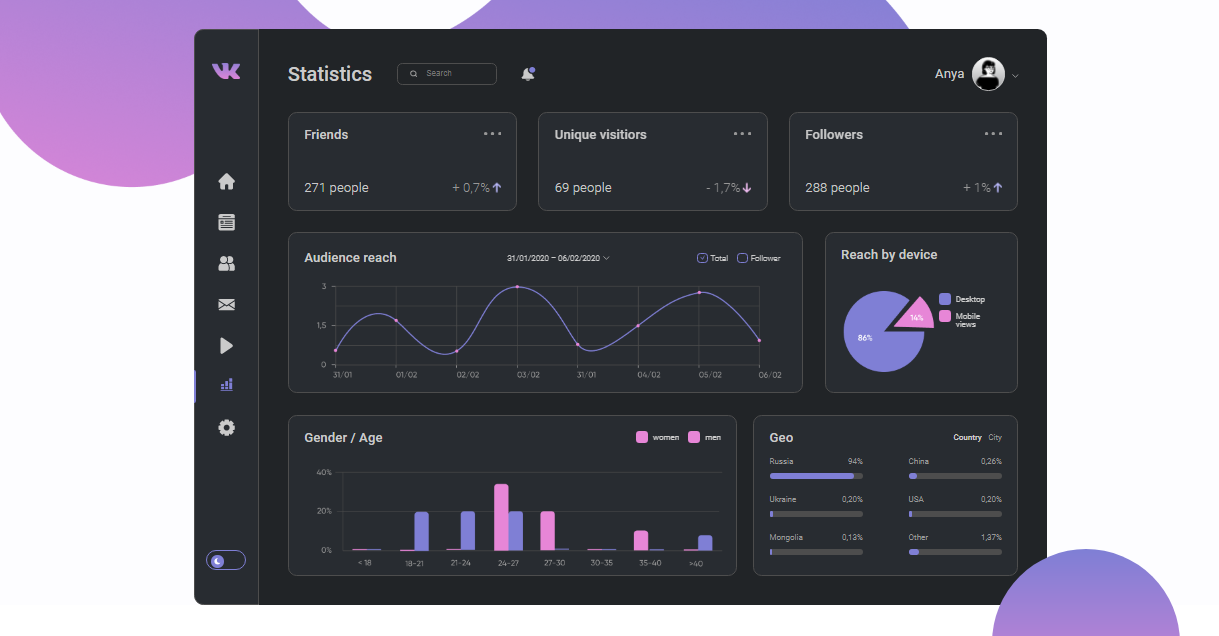 VK
Statistics
Search
Anya
Friends
271 people
+ 0,7%
Unique visitiors
69 people
- 1,7%
Followers
288 people
+ 1%
Audience reach
31/01/2020 – 06/02/2020
Total
Follower
3
1,5
0
31/01
01/02
02/02
03/02
31/01
04/02
05/02
06/02
Reach by device
86%
14%
Desktop
Mobile
views
Gender / Age
women
men
40%
20%
0%
< 18
18-21
21-24
24-27
27-30
30-35
35-40
>40
Geo
Country City
Russia 94%
China 0,26%
Ukraine 0,20%
USA 0,20%
Mongolia 0,13%
Other 1,37%